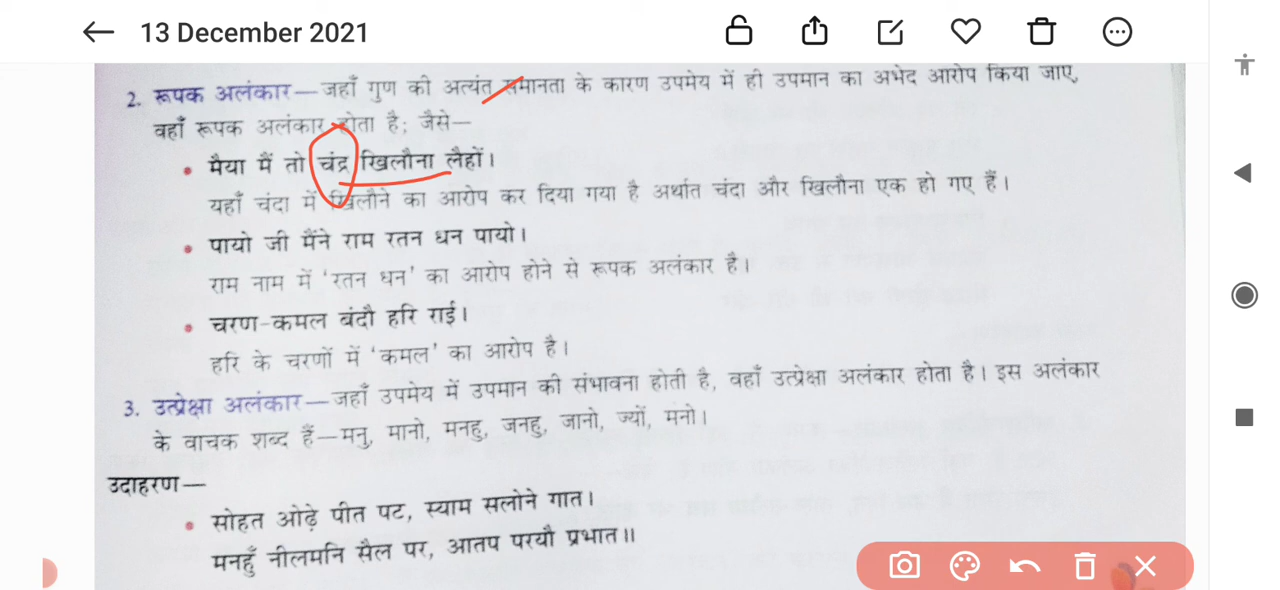 13 December 2021
2. रूपक अलंकार—जहाँ गुण की अत्यंत समानता के कारण उपमेय में ही उपमान का अभेद आरोप किया जाए,
वहाँ रूपक अलंकार होता है; जैसे—
• मैया मैं तो चंद्र खिलौना लैहों।
यहाँ चंदा में खिलौने का आरोप कर दिया गया है अर्थात चंदा और खिलौना एक हो गए हैं।
• पायो जी मैंने राम रतन धन पायो।
राम नाम में 'रतन धन' का आरोप होने से रूपक अलंकार है।
• चरण-कमल बंदौ हरि राई।
हरि के चरणों में 'कमल' का आरोप है।
3. उत्प्रेक्षा अलंकार—जहाँ उपमेय में उपमान की संभावना होती है, वहाँ उत्प्रेक्षा अलंकार होता है। इस अलंकार
के वाचक शब्द हैं—मनु, मानो, मनहु, जनहु, जानो, ज्यों, मनो।
उदाहरण—
• सोहत ओढ़े पीत पट, स्याम सलोने गात।
मनहुँ नीलमनि सैल पर, आतप परयौ प्रभात॥